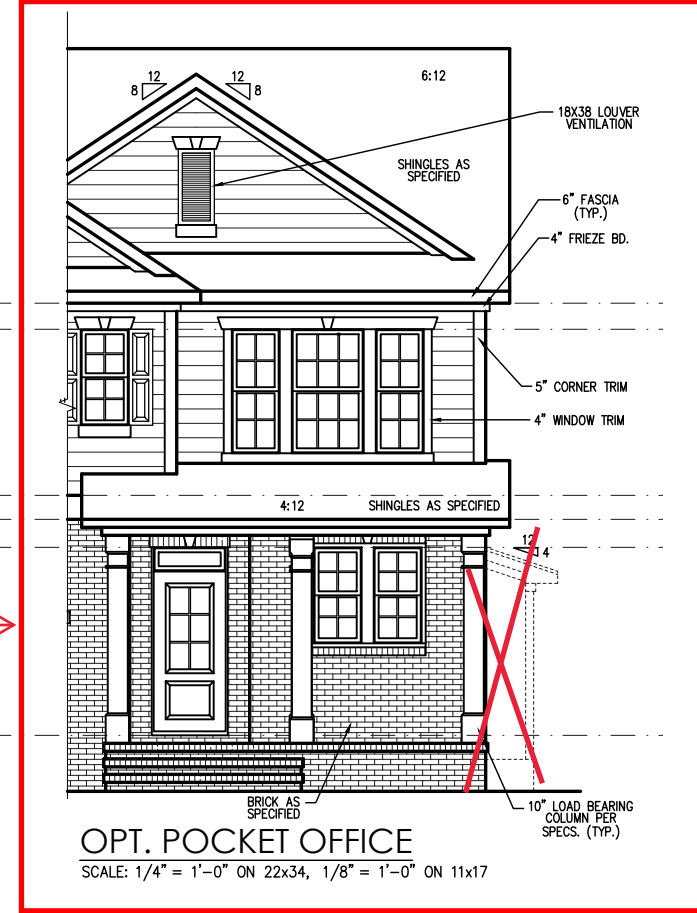 12
8
12
8
6:12
18X38 LOUVER
VENTILATION
SHINGLES AS
SPECIFIED
6" FASCIA
(TYP.)
4" FRIEZE BD.
5" CORNER TRIM
4" WINDOW TRIM
4:12
SHINGLES AS SPECIFIED
12
4
BRICK AS
SPECIFIED
10" LOAD BEARING
COLUMN PER
SPECS. (TYP.)
OPT. POCKET OFFICE
SCALE: 1/4" = 1'-0" ON 22x34, 1/8" = 1'-0" ON 11x17